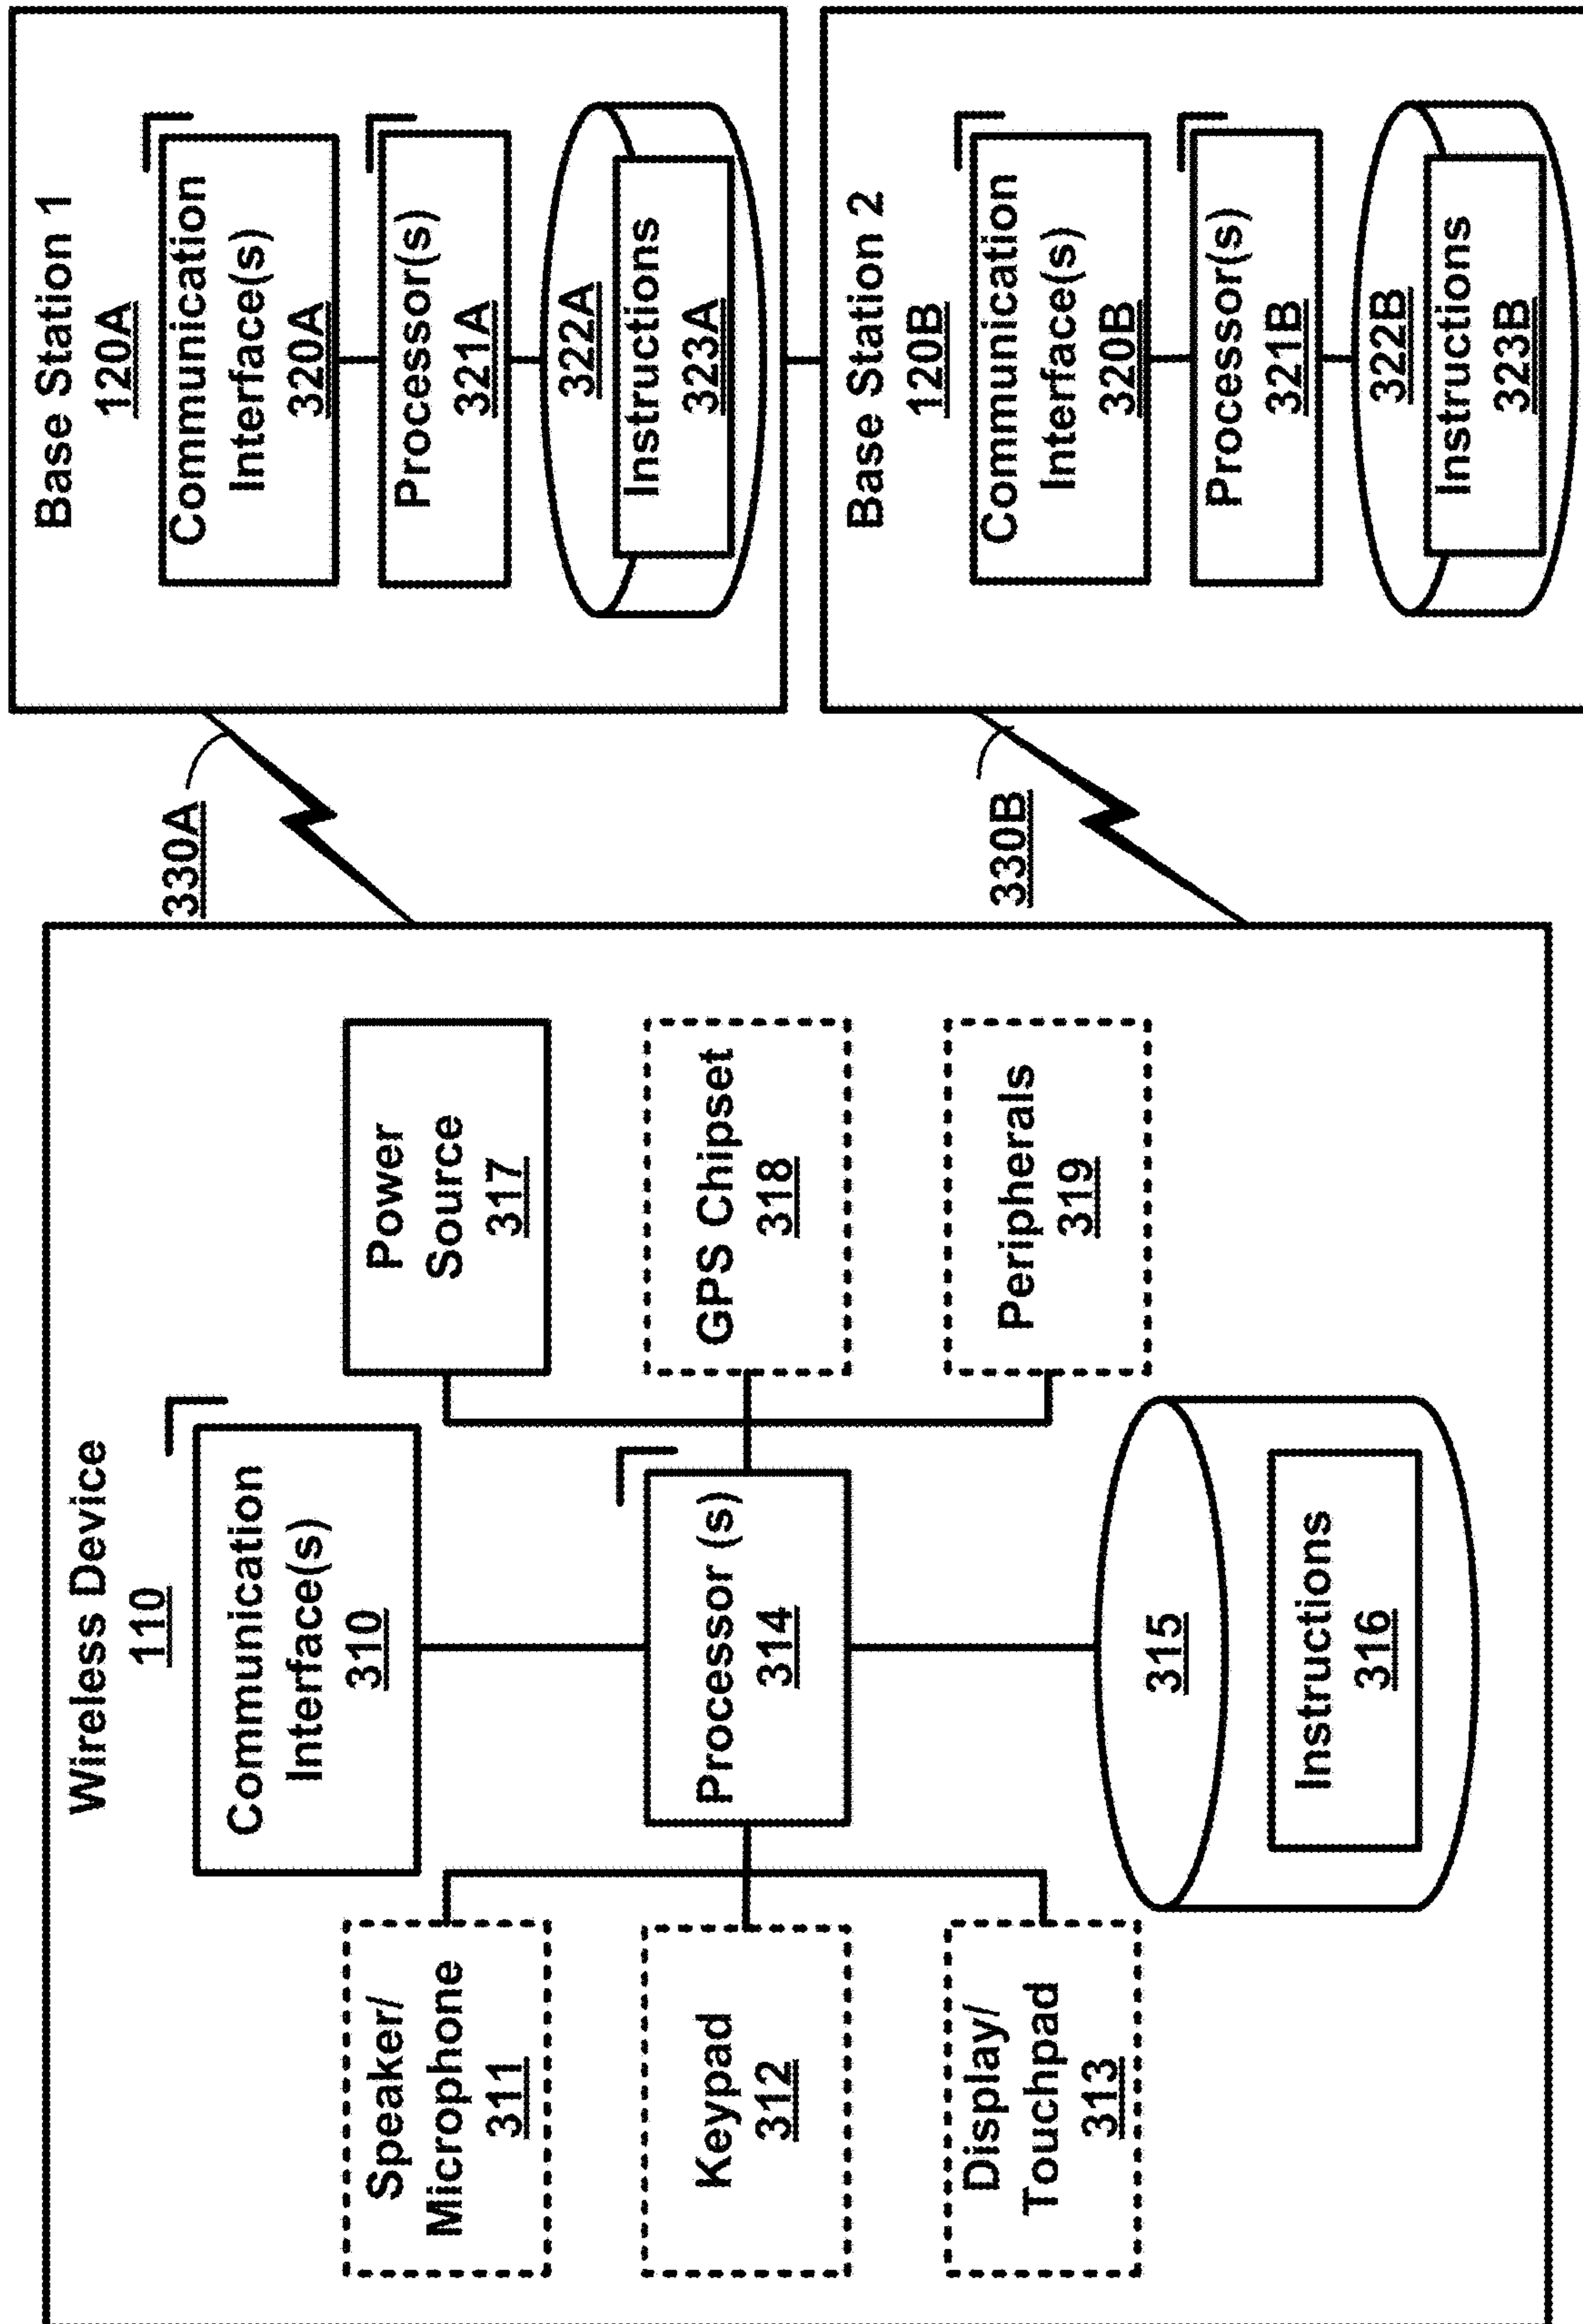 Wireless Device
110
Communication
Interface(s)
310
Speaker/
Microphone
311
Keypad
312
Display/
Touchpad
313
Processor (s)
314
315
Instructions
316
Power
Source
317
GPS Chipset
318
Peripherals
319
330A
330B
Base Station 1
120A
Communication
Interface(s)
320A
Processor(s)
321A
322A
Instructions
323A
Base Station 2
120B
Communication
Interface(s)
320B
Processor(s)
321B
322B
Instructions
323B